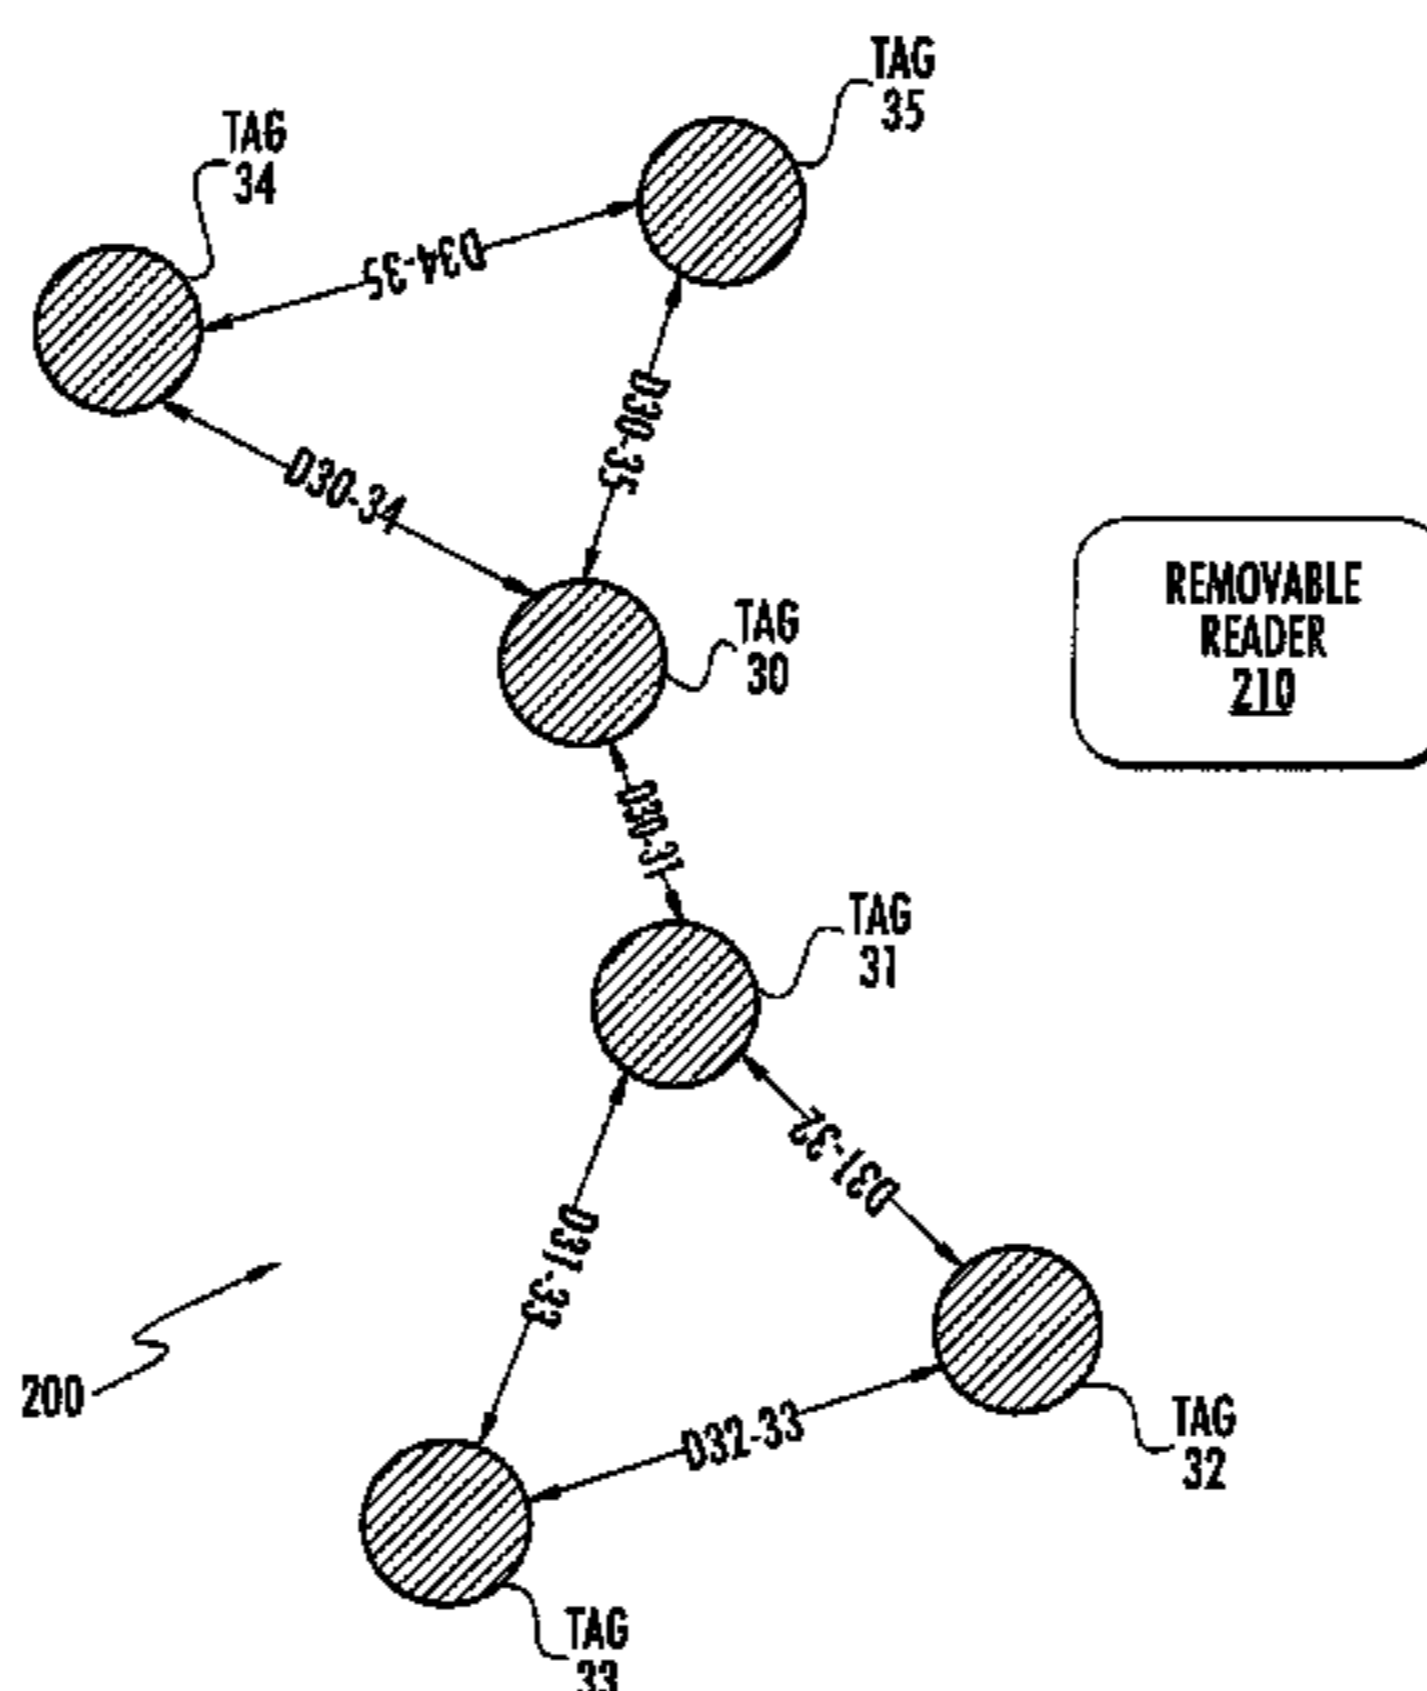 TAG
35
TAG
34
D34-35
D30-35
D30-34
TAG
30
REMOVABLE
READER
210
D30-31
TAG
31
D31-32
D31-33
200
D32-33
TAG
32
TAG
33